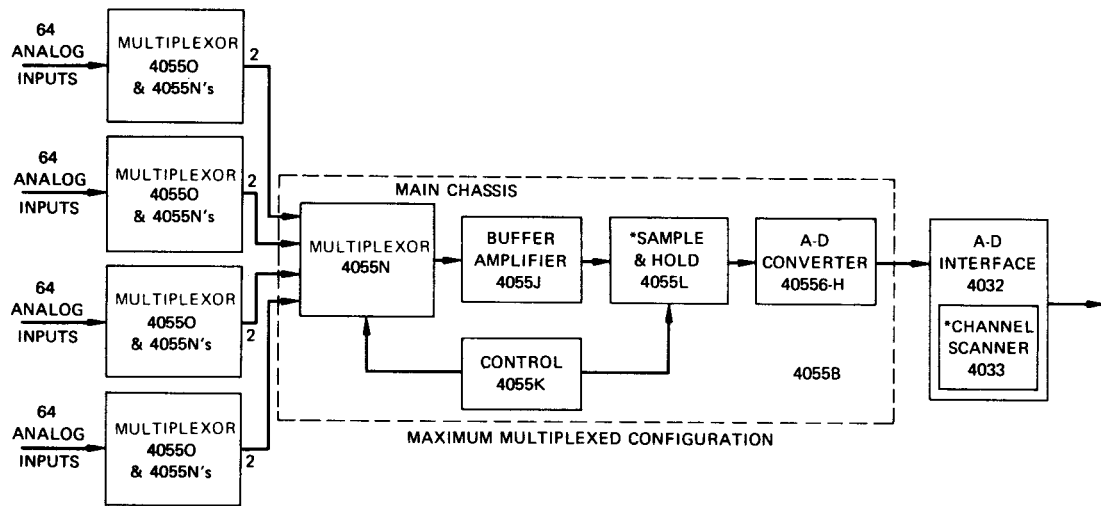 64
ANALOG
INPUTS
MULTIPLEXOR
4055O
& 4055N's
2
64
ANALOG
INPUTS
MULTIPLEXOR
4055O
& 4055N's
2
64
ANALOG
INPUTS
MULTIPLEXOR
4055O
& 4055N's
2
64
ANALOG
INPUTS
MULTIPLEXOR
4055O
& 4055N's
2
MAIN CHASSIS
MULTIPLEXOR
4055N
BUFFER
AMPLIFIER
4055J
*SAMPLE
& HOLD
4055L
A-D
CONVERTER
40556-H
CONTROL
4055K
4055B
A-D
INTERFACE
4032
*CHANNEL
SCANNER
4033
MAXIMUM MULTIPLEXED CONFIGURATION